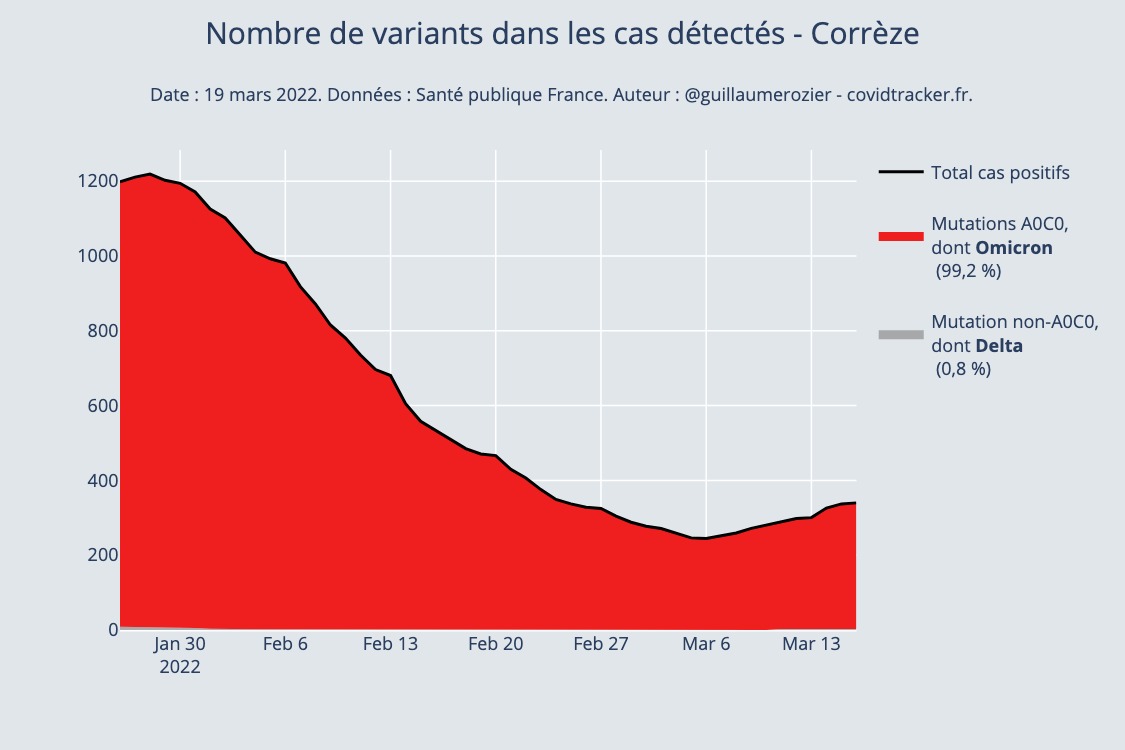 Nombre de variants dans les cas détectés - Corrèze
Date : 19 mars 2022. Données : Santé publique France. Auteur : @guillaumerozier - covidtracker.fr.
1200
1000
800
600
400
200
0
Jan 30
2022
Feb 6
Feb 13
Feb 20
Feb 27
Mar 6
Mar 13
Total cas positifs
Mutations A0C0,
dont Omicron
(99,2 %)
Mutation non-A0C0,
dont Delta
(0,8 %)